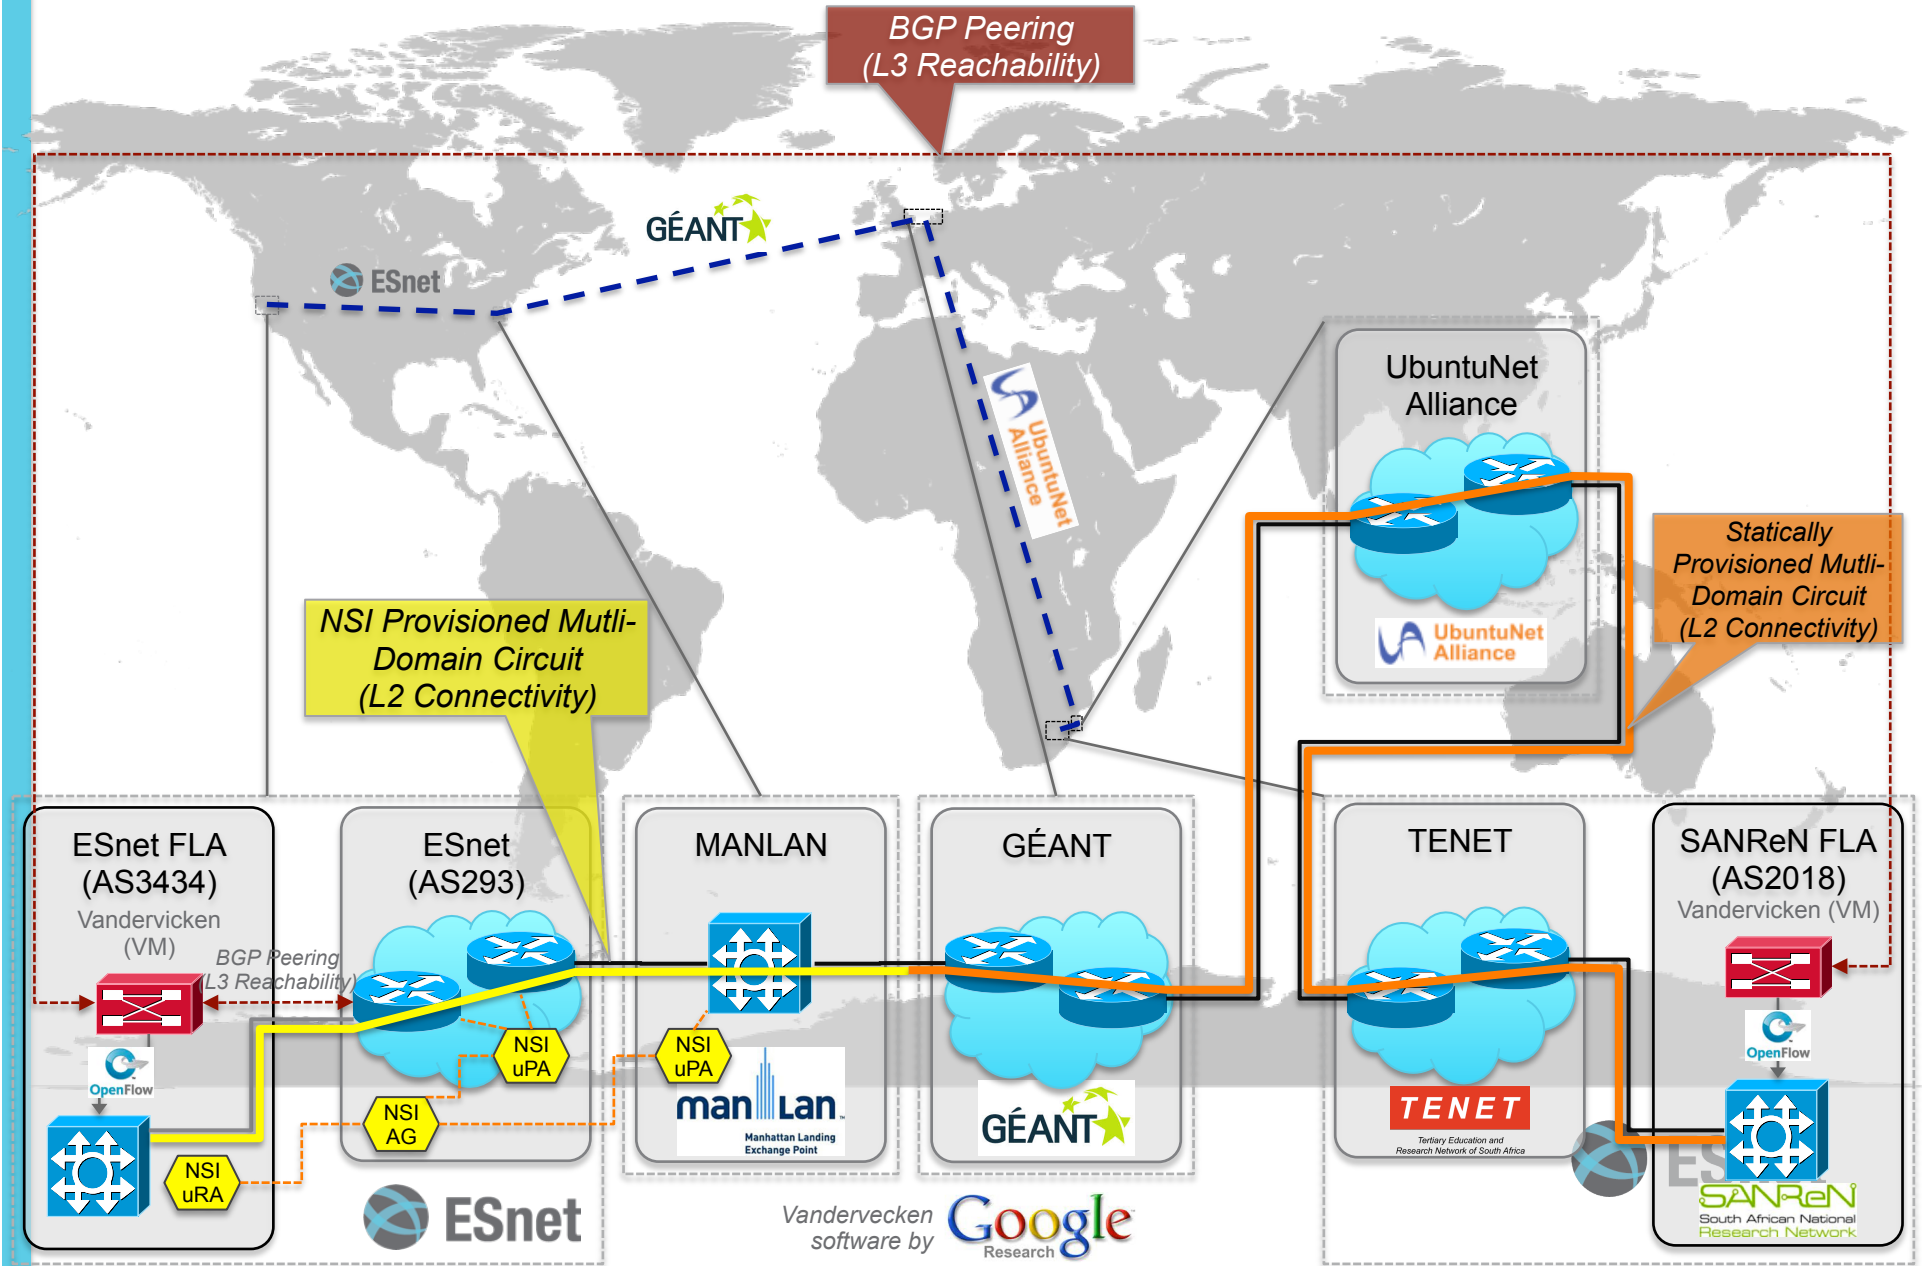 BGP Peering
(L3 Reachability)
GÉANT
ESnet
UbuntuNet
Alliance
UbuntuNet
Alliance
UbuntuNet
Alliance
Statically
Provisioned Mutli-
Domain Circuit
(L2 Connectivity)
NSI Provisioned Mutli-
Domain Circuit
(L2 Connectivity)
ESnet FLA
(AS3434)
Vandervicken
(VM)
BGP Peering
(L3 Reachability)
OpenFlow
NSI
uRA
ESnet
(AS293)
NSI
uPA
NSI
AG
ESnet
MANLAN
NSI
uPA
man Lan
Manhattan Landing
Exchange Point
GÉANT
GÉANT
Vandervecken
software by
Google
Research
TENET
TENET
Tertiary Education and
Research Network of South Africa
SANReN FLA
(AS2018)
Vandervicken (VM)
OpenFlow
SANReN
South African National
Research Network